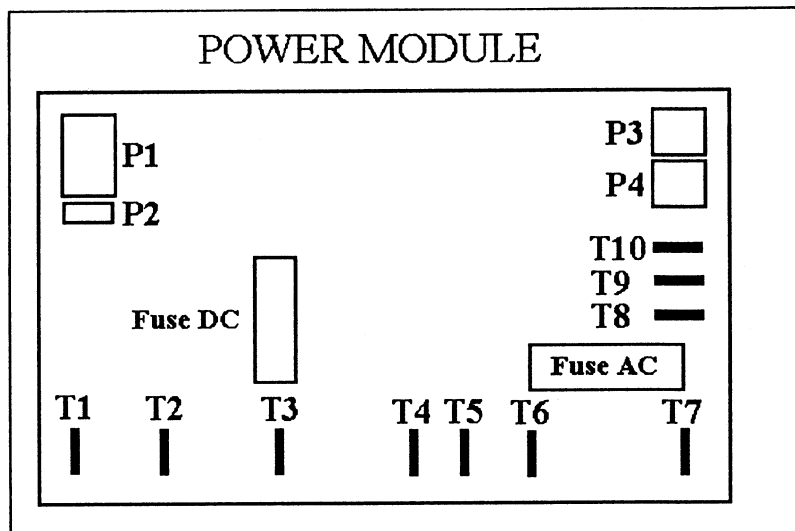 POWER MODULE
P1
P2
P3
P4
T10
T9
T8
Fuse DC
Fuse AC
T1 T2 T3 T4 T5 T6 T7